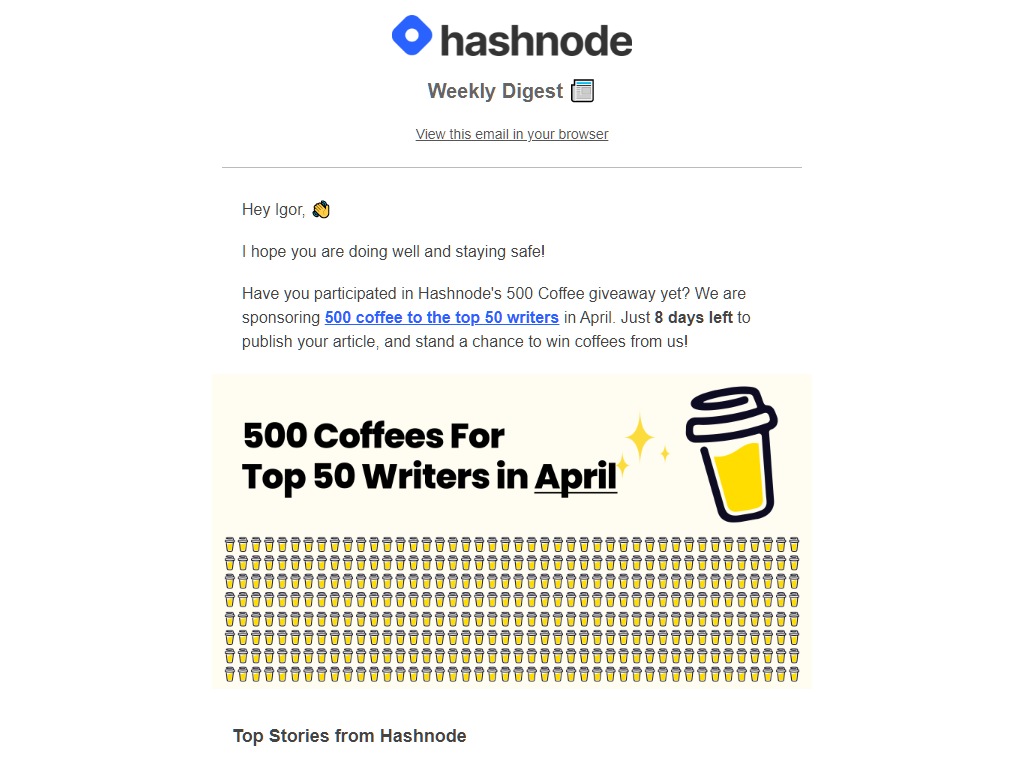 hashnode
Weekly Digest
View this email in your browser
Hey Igor,
I hope you are doing well and staying safe!
Have you participated in Hashnode's 500 Coffee giveaway yet? We are
sponsoring 500 coffee to the top 50 writers in April. Just 8 days left to
publish your article, and stand a chance to win coffees from us!
500 Coffees For
Top 50 Writers in April
Top Stories from Hashnode